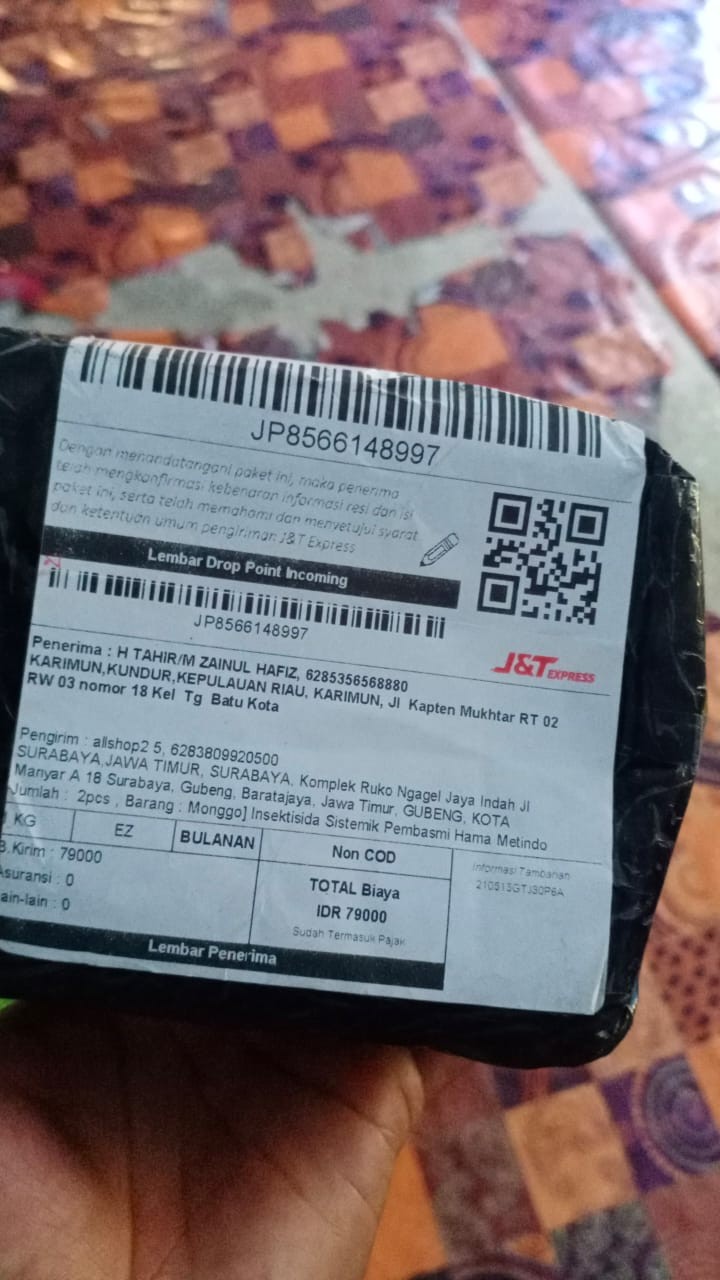 JP8566148997
Dengan menandatangani paket ini, maka penerima
telah mengkonfirmasi kebenaran informasi resi dan isi
paket ini, serta telah memahami dan menyetujui syarat
dan ketentuan umum pengiriman J&T Express
Lembar Drop Point Incoming
JP8566148997
J&T EXPRESS
Penerima : H TAHIR/M ZAINUL HAFIZ, 6285356568880
KARIMUN,KUNDUR,KEPULAUAN RIAU, KARIMUN, Jl Kapten Mukhtar RT 02
RW 03 nomor 18 Kel Tg Batu Kota
Pengirim : allshop2 5, 6283809920500
SURABAYA,JAWA TIMUR, SURABAYA, Komplek Ruko Ngagel Jaya Indah Jl
Manyar A 18 Surabaya, Gubeng, Baratajaya, Jawa Timur, GUBENG, KOTA
Jumlah : 2pcs , Barang : Monggo] Insektisida Sistemik Pembasmi Hama Metindo
KG EZ BULANAN Non COD
B.Kirim : 79000
Asuransi : 0
ain-lain : 0
TOTAL Biaya
IDR 79000
Sudah Termasuk Pajak
Informasi Tambahan
Lembar Penerima